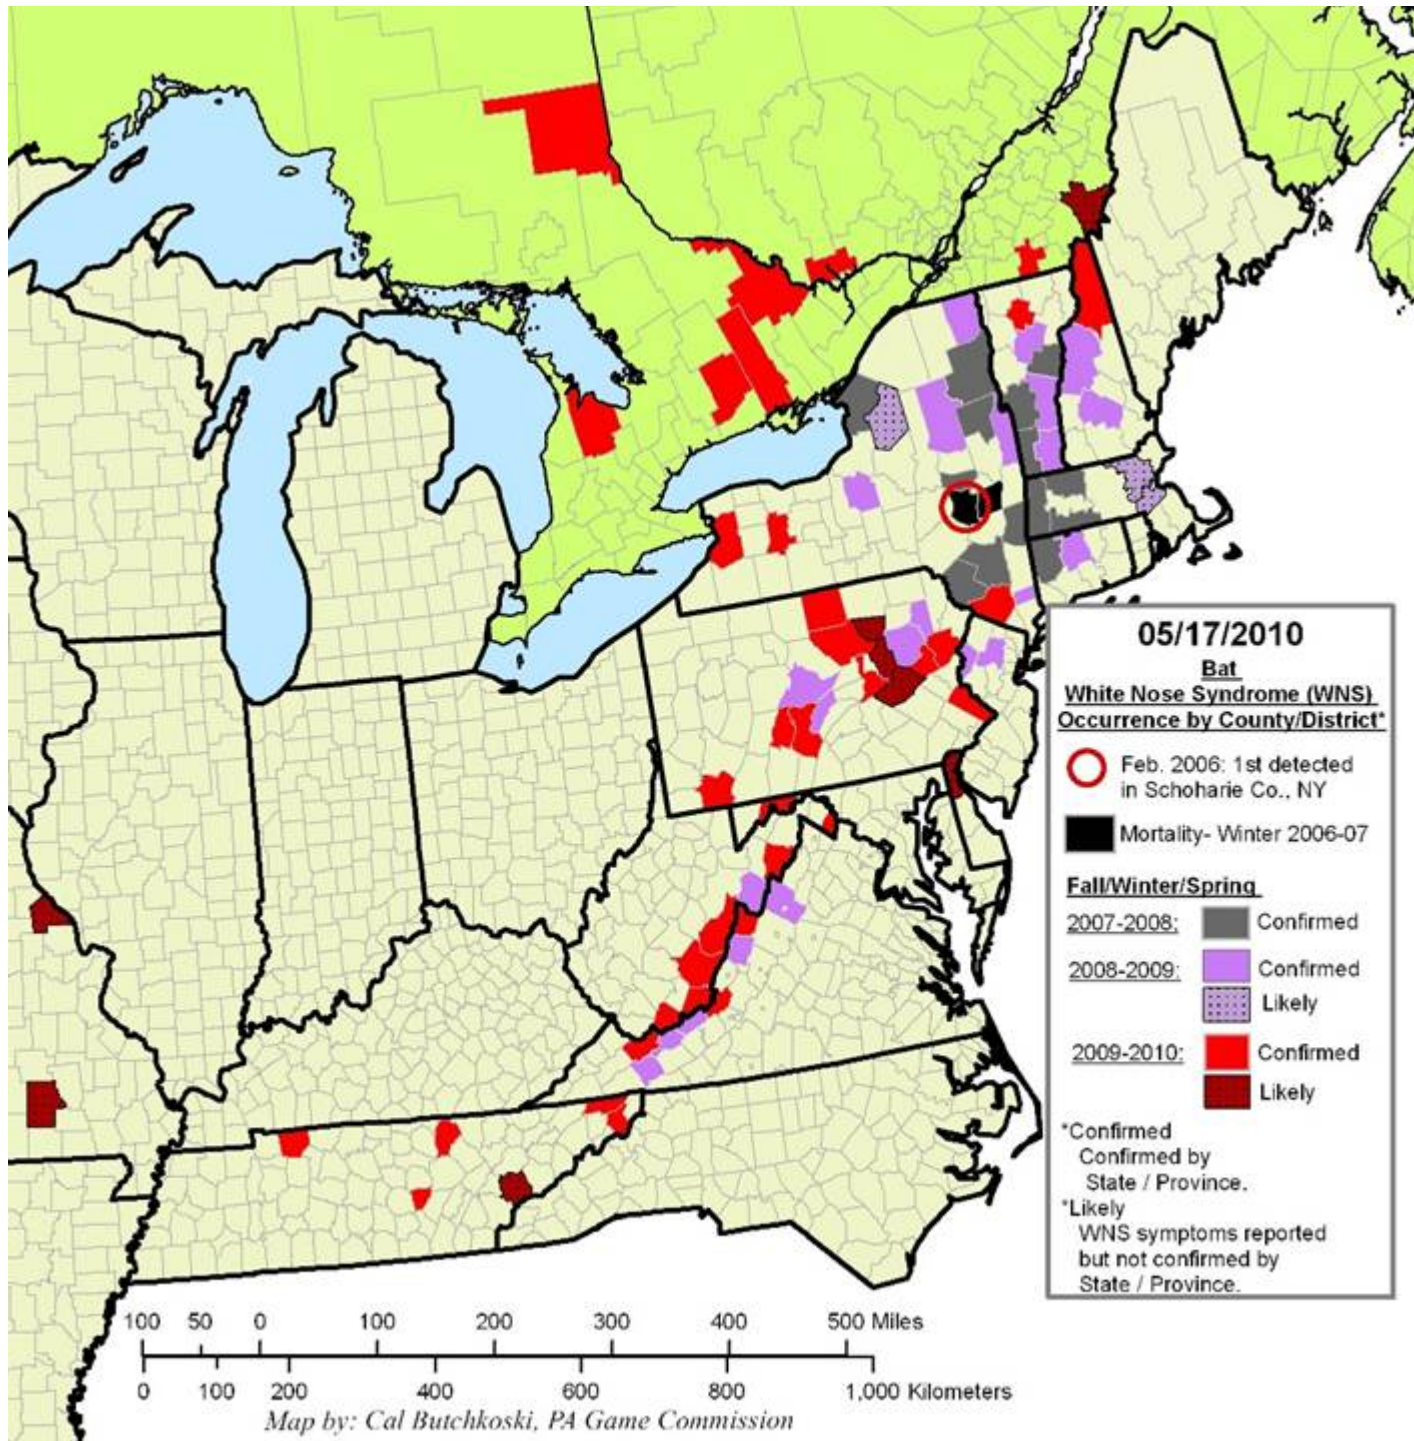 05/17/2010
Bat
White Nose Syndrome (WNS)
Occurrence by County/District*
Feb. 2006: 1st detected
in Schoharie Co., NY
Mortality- Winter 2006-07
Fall/Winter/Spring
2007-2008: Confirmed
2008-2009: Confirmed
Likely
2009-2010: Confirmed
Likely
*Confirmed
Confirmed by
State / Province.
*Likely
WNS symptoms reported
but not confirmed by
State / Province.
100 50 0 100 200 300 400 500 Miles
0 100 200 400 600 800 1,000 Kilometers
Map by: Cal Butchkoski, PA Game Commission